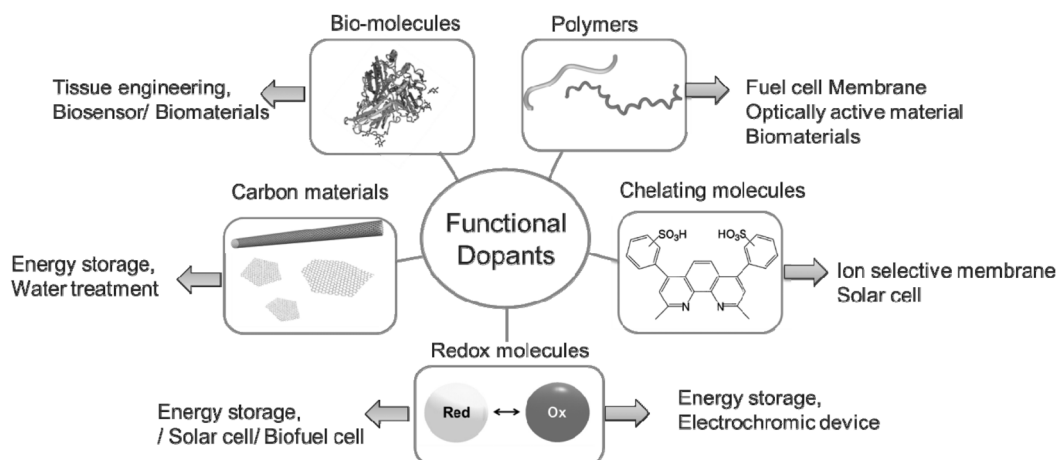 Bio-molecules
Polymers
Tissue engineering,
Biosensor/ Biomaterials
Fuel cell Membrane
Optically active material
Biomaterials
Carbon materials
Functional
Dopants
Chelating molecules
SO3H
HO3S
N
N
Energy storage,
Water treatment
Ion selective membrane
Solar cell
Redox molecules
Red
Ox
Energy storage,
/ Solar cell/ Biofuel cell
Energy storage,
Electrochromic device